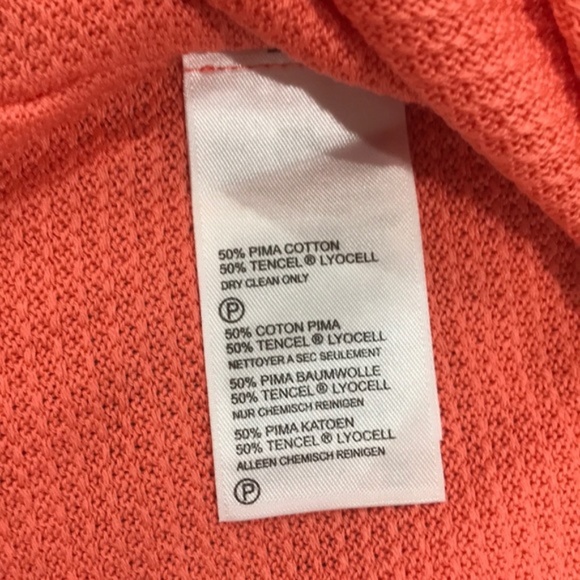 50% PIMA COTTON
50% TENCEL® LYOCELL
DRY CLEAN ONLY
P
50% COTON PIMA
50% TENCEL® LYOCELL
NETTOYER A SEC SEULEMENT
50% PIMA BAUMWOLLE
50% TENCEL® LYOCELL
NUR CHEMISCH REINIGEN
50% PIMA KATOEN
50% TENCEL® LYOCELL
ALLEEN CHEMISCH REINIGEN
P